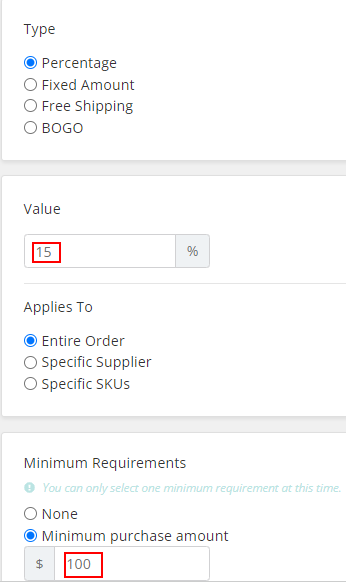 Type
Percentage
Fixed Amount
Free Shipping
BOGO
Value
15 %
Applies To
Entire Order
Specific Supplier
Specific SKUs
Minimum Requirements
You can only select one minimum requirement at this time.
None
Minimum purchase amount
$ 100